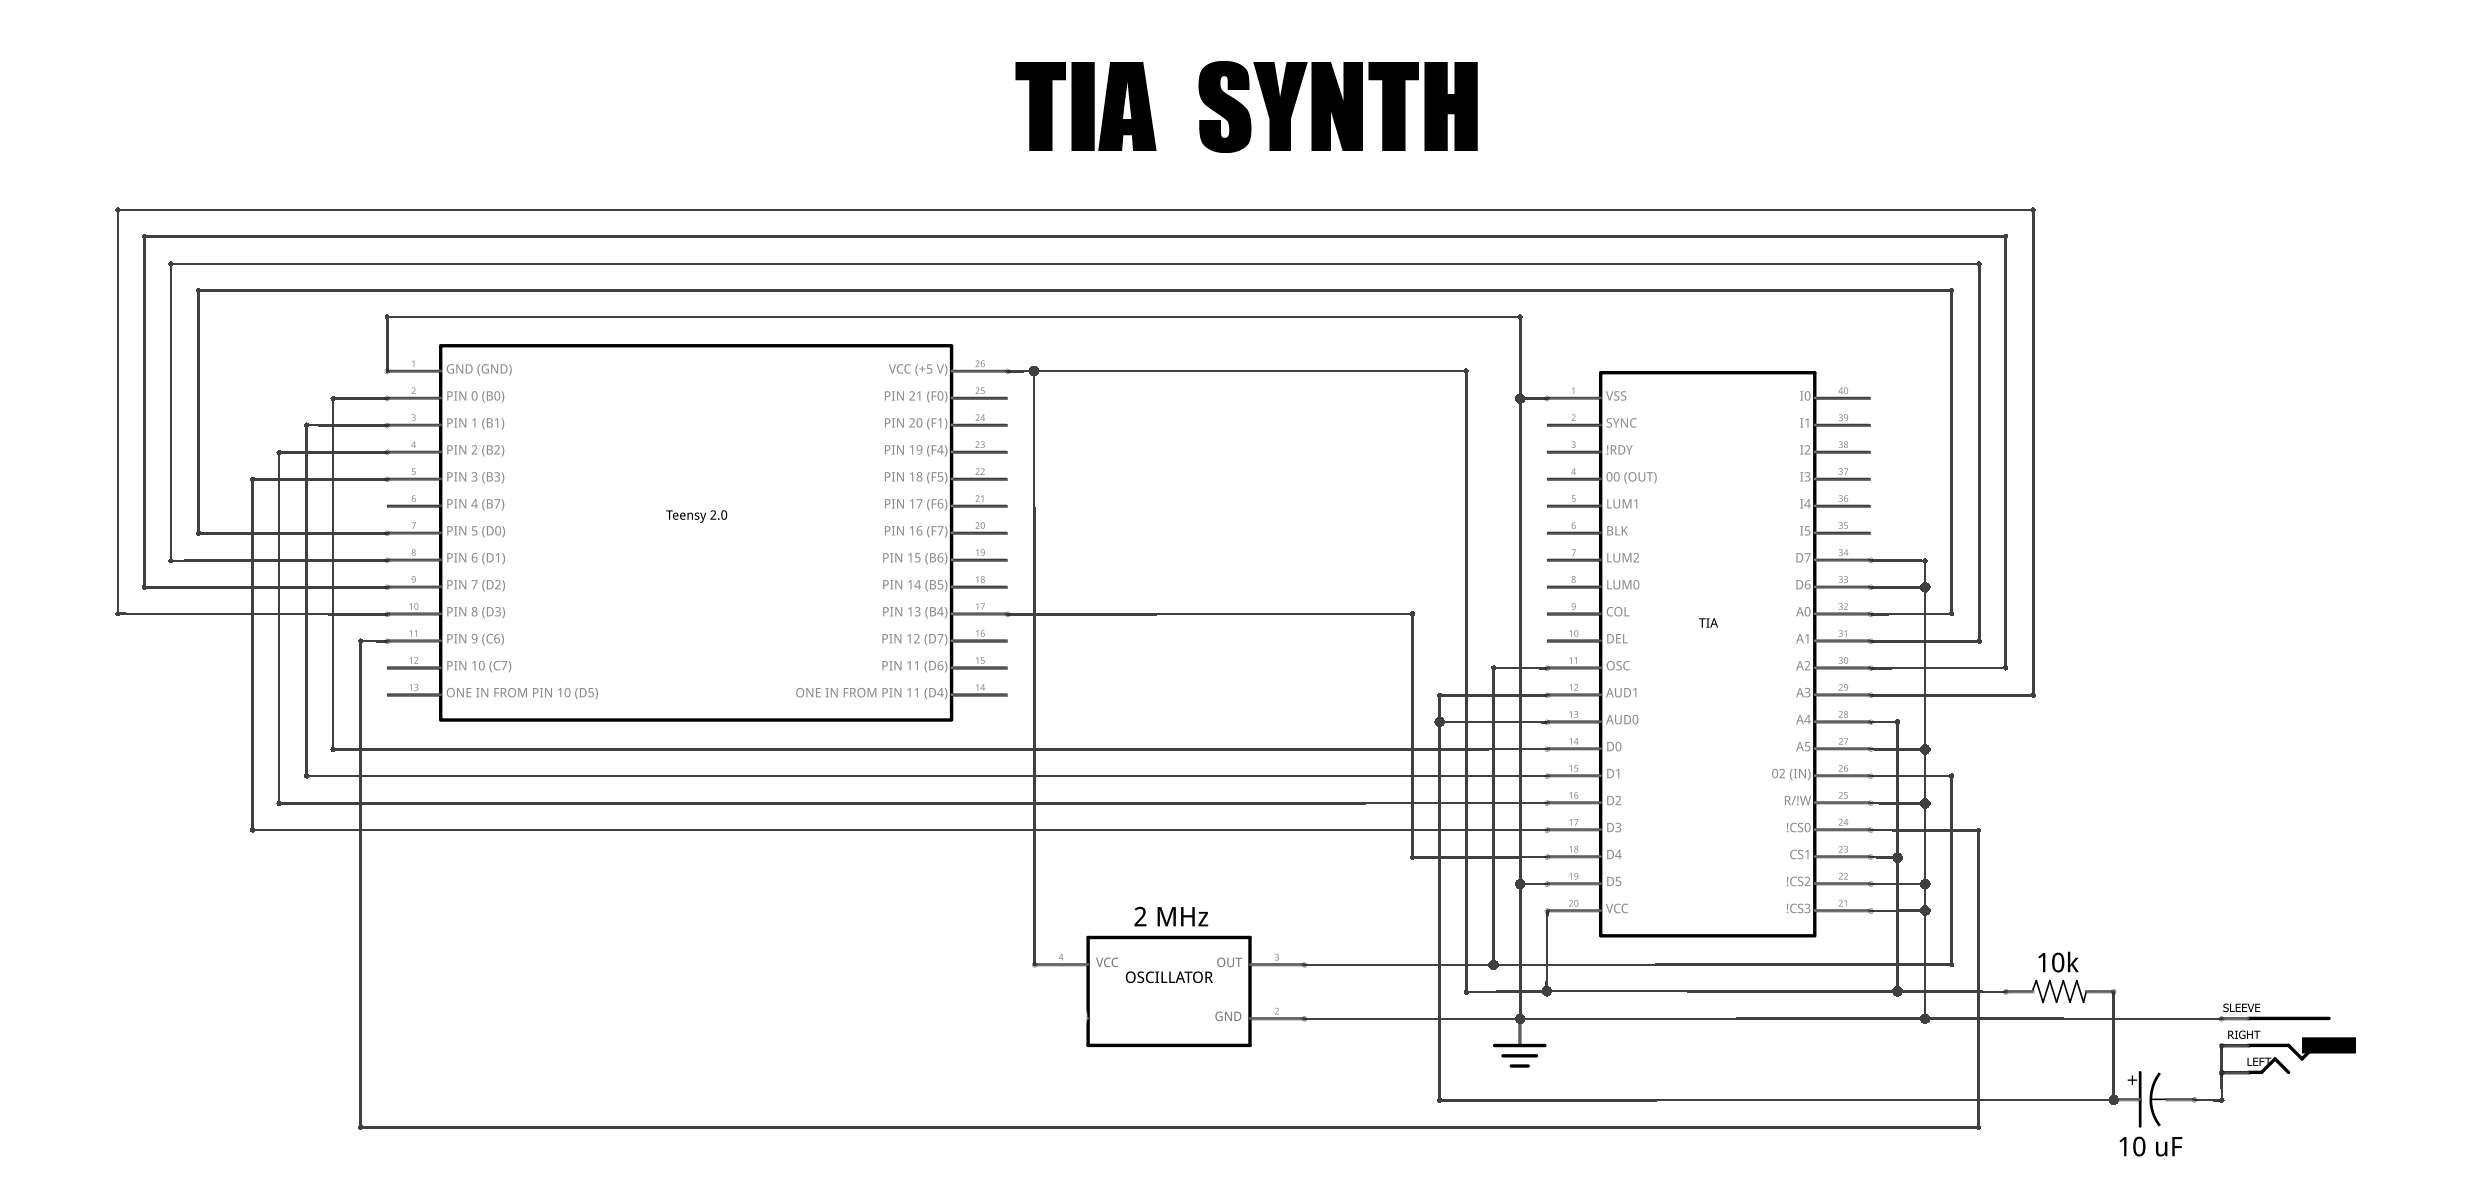 TIA SYNTH
1 GND (GND)
2 PIN 0 (B0)
3 PIN 1 (B1)
4 PIN 2 (B2)
5 PIN 3 (B3)
6 PIN 4 (B7)
7 PIN 5 (D0)
8 PIN 6 (D1)
9 PIN 7 (D2)
10 PIN 8 (D3)
11 PIN 9 (C6)
12 PIN 10 (C7)
13 ONE IN FROM PIN 10 (D5)
Teensy 2.0
VCC (+5 V) 26
PIN 21 (F0) 25
PIN 20 (F1) 24
PIN 19 (F4) 23
PIN 18 (F5) 22
PIN 17 (F6) 21
PIN 16 (F7) 20
PIN 15 (B6) 19
PIN 14 (B5) 18
PIN 13 (B4) 17
PIN 12 (D7) 16
PIN 11 (D6) 15
ONE IN FROM PIN 11 (D4) 14
1 VSS
2 SYNC
3 !RDY
4 00 (OUT)
5 LUM1
6 BLK
7 LUM2
8 LUM0
9 COL
10 DEL
11 OSC
12 AUD1
13 AUD0
14 D0
15 D1
16 D2
17 D3
18 D4
19 D5
20 VCC
TIA
I0 40
I1 39
I2 38
I3 37
I4 36
I5 35
D7 34
D6 33
A0 32
A1 31
A2 30
A3 29
A4 28
A5 27
02 (IN) 26
R/!W 25
!CS0 24
CS1 23
!CS2 22
!CS3 21
2 MHz
4 VCC
OUT 3
OSCILLATOR
GND 2
10k
SLEEVE
RIGHT
LEFT
+
10 uF